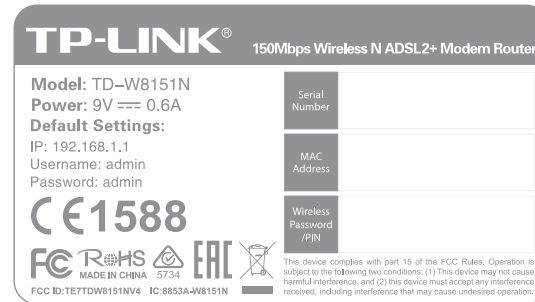 TP-LINK®
150Mbps Wireless N ADSL2+ Modem Router
Model: TD-W8151N
Power: 9V ⎓ 0.6A
Default Settings:
IP: 192.168.1.1
Username: admin
Password: admin
CE1588
FC RoHS 5734 EAC
MADE IN CHINA
FCC ID:TE7TDW8151NV4 IC:8853A-W8151N
Serial
Number
MAC
Address
Wireless
Password
/PIN
This device complies with part 15 of the FCC Rules. Operation is
subject to the following two conditions: (1) This device may not cause
harmful interference, and (2) this device must accept any interference
received, including interference that may cause undesired operation.